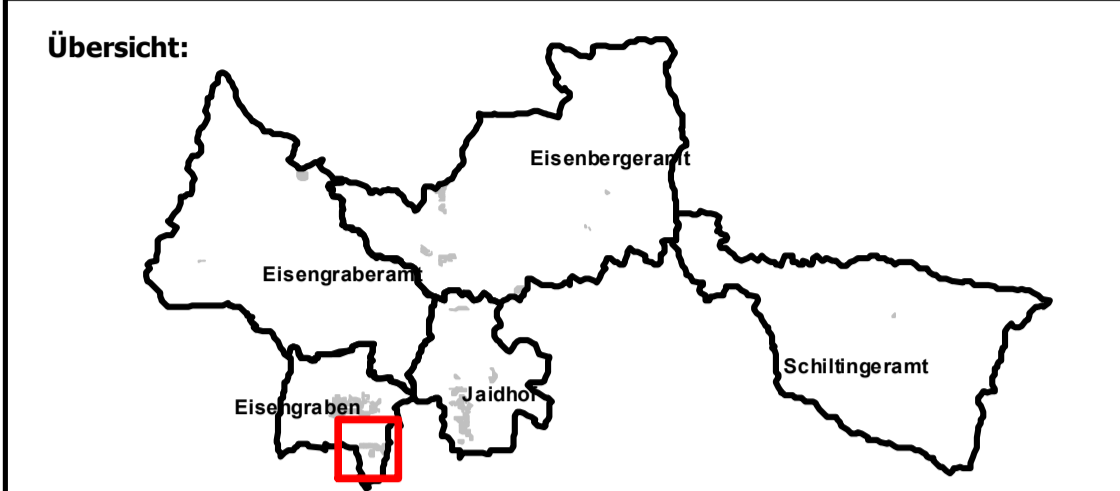 Übersicht:
Eisenbergeramt
Eisengraberamt
Schiltingeramt
Jaidhof
Eisengraben